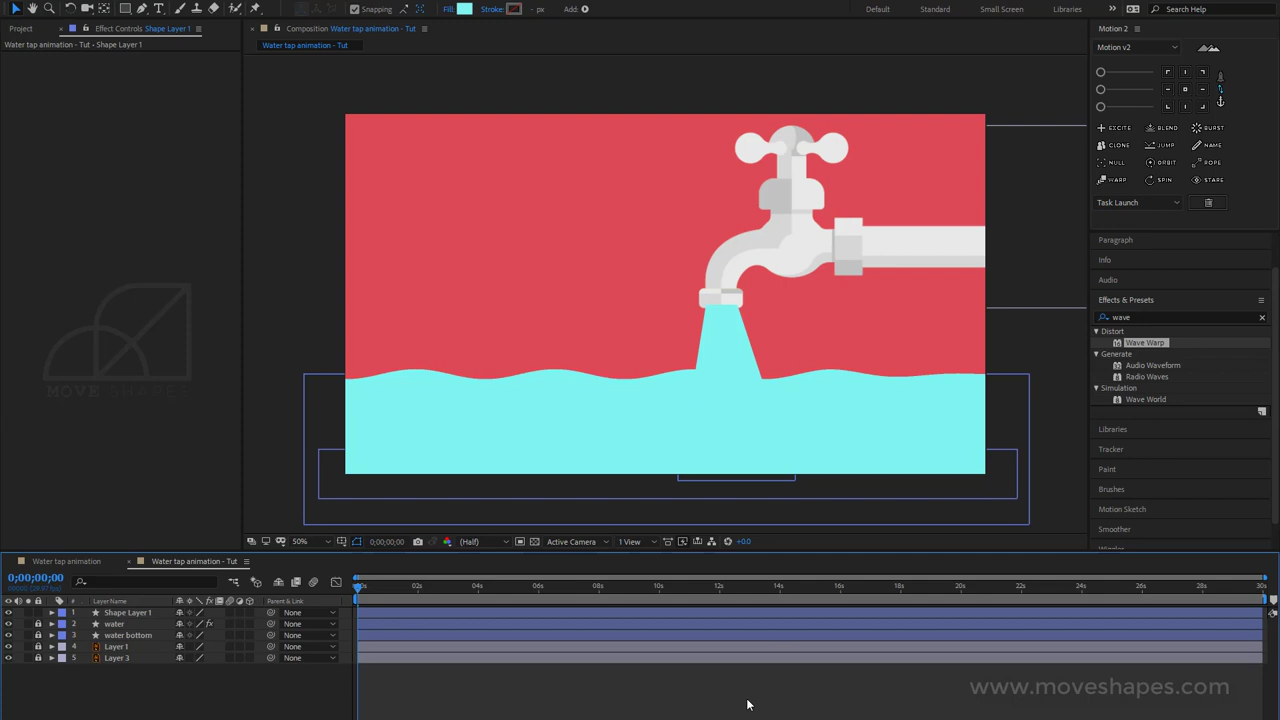 Snapping
Fill:
Stroke:
- px
Add:
Default
Standard
Small Screen
Libraries
Search Help
Project
Effect Controls Shape Layer 1
Composition Water tap animation - Tut
Motion 2
Water tap animation - Tut • Shape Layer 1
Water tap animation - Tut
Motion v2
EXCITE
BLEND
BURST
CLONE
JUMP
NAME
NULL
ORBIT
ROPE
WARP
SPIN
STARE
Task Launch
Paragraph
Info
Audio
Effects & Presets
wave
Distort
Wave Warp
Generate
Audio Waveform
Radio Waves
Simulation
Wave World
Libraries
Tracker
Paint
Brushes
Motion Sketch
Smoother
MOVE SHAPES
50%
0;00;00;00
(Half)
Active Camera
1 View
+0.0
Water tap animation
Water tap animation - Tut
0;00;00;00
02s
04s
06s
08s
10s
12s
14s
16s
18s
20s
22s
24s
26s
28s
30s
#
Layer Name
Parent & Link
1 Shape Layer 1 None
2 water None
3 water bottom None
4 Layer 1 None
5 Layer 3 None
www.moveshapes.com